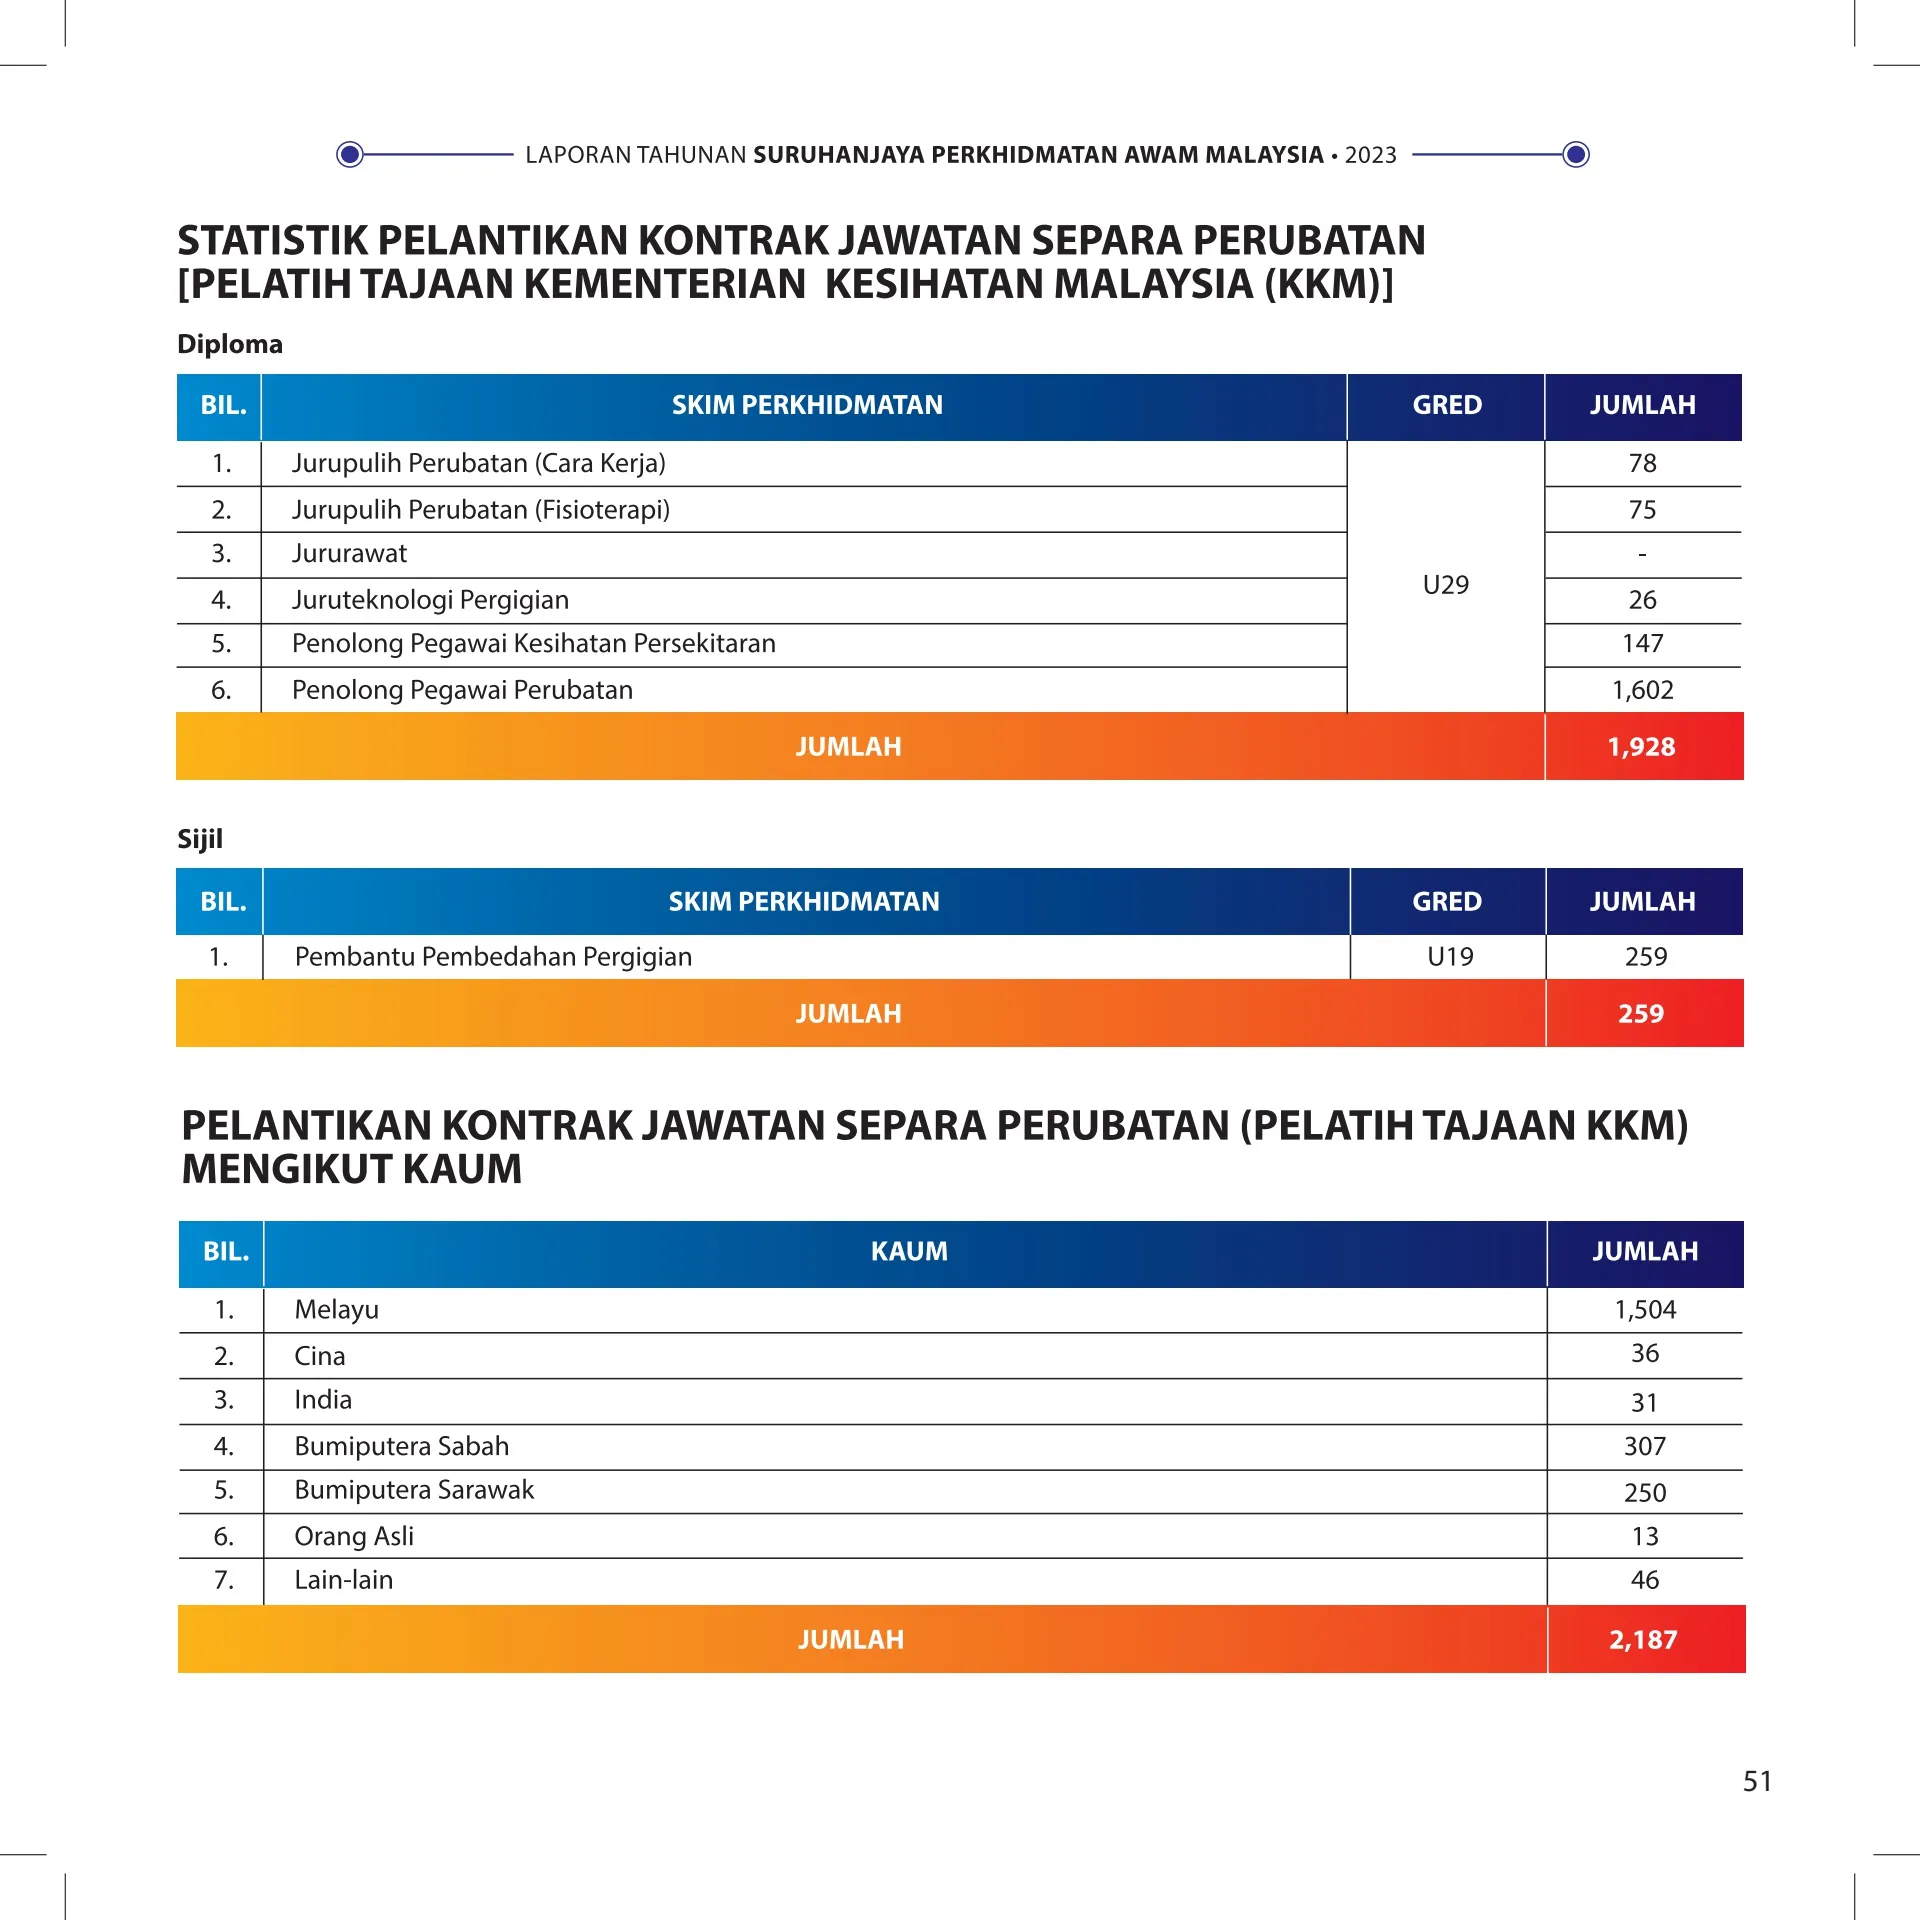 LAPORAN TAHUNAN SURUHANJAYA PERKHIDMATAN AWAM MALAYSIA • 2023
STATISTIK PELANTIKAN KONTRAK JAWATAN SEPARA PERUBATAN
[PELATIH TAJAAN KEMENTERIAN KESIHATAN MALAYSIA (KKM)]
Diploma
BIL. SKIM PERKHIDMATAN GRED JUMLAH
1. Jurupulih Perubatan (Cara Kerja) 78
2. Jurupulih Perubatan (Fisioterapi) 75
3. Jururawat -
U29
4. Juruteknologi Pergigian 26
5. Penolong Pegawai Kesihatan Persekitaran 147
6. Penolong Pegawai Perubatan 1,602
JUMLAH 1,928
Sijil
BIL. SKIM PERKHIDMATAN GRED JUMLAH
1. Pembantu Pembedahan Pergigian U19 259
JUMLAH 259
PELANTIKAN KONTRAK JAWATAN SEPARA PERUBATAN (PELATIH TAJAAN KKM)
MENGIKUT KAUM
BIL. KAUM JUMLAH
1. Melayu 1,504
2. Cina 36
3. India 31
4. Bumiputera Sabah 307
5. Bumiputera Sarawak 250
6. Orang Asli 13
7. Lain-lain 46
JUMLAH 2,187
51